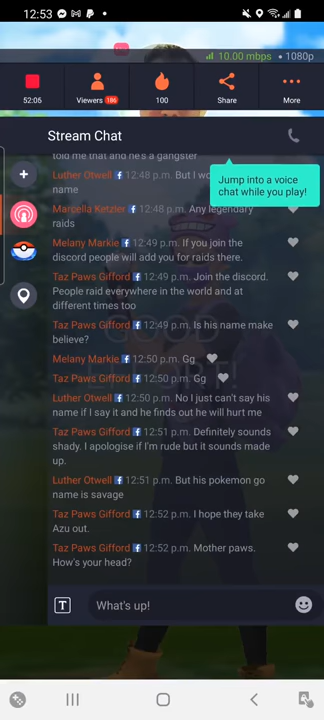 12:53
10.00 mbps • 1080p
52:06
Viewers 186
100
Share
More
Stream Chat
Jump into a voice
chat while you play!
told me that and he's a gangster
Luther Otwell 12:48 p.m. But I wo
name
Marcella Ketzler 12:48 p.m. Any legendary
raids
Melany Markie 12:49 p.m. If you join the
discord people will add you for raids there.
Taz Paws Gifford 12:49 p.m. Join the discord.
People raid everywhere in the world and at
different times too
Taz Paws Gifford 12:49 p.m. Is his name make
believe?
Melany Markie 12:50 p.m. Gg
Taz Paws Gifford 12:50 p.m. Gg
Luther Otwell 12:50 p.m. No I just can't say his
name if I say it and he finds out he will hurt me
Taz Paws Gifford 12:51 p.m. Definitely sounds
shady. I apologise if I'm rude but it sounds made
up.
Luther Otwell 12:51 p.m. But his pokemon go
name is savage
Taz Paws Gifford 12:52 p.m. I hope they take
Azu out.
Taz Paws Gifford 12:52 p.m. Mother paws.
How's your head?
GOOD
T What's up!